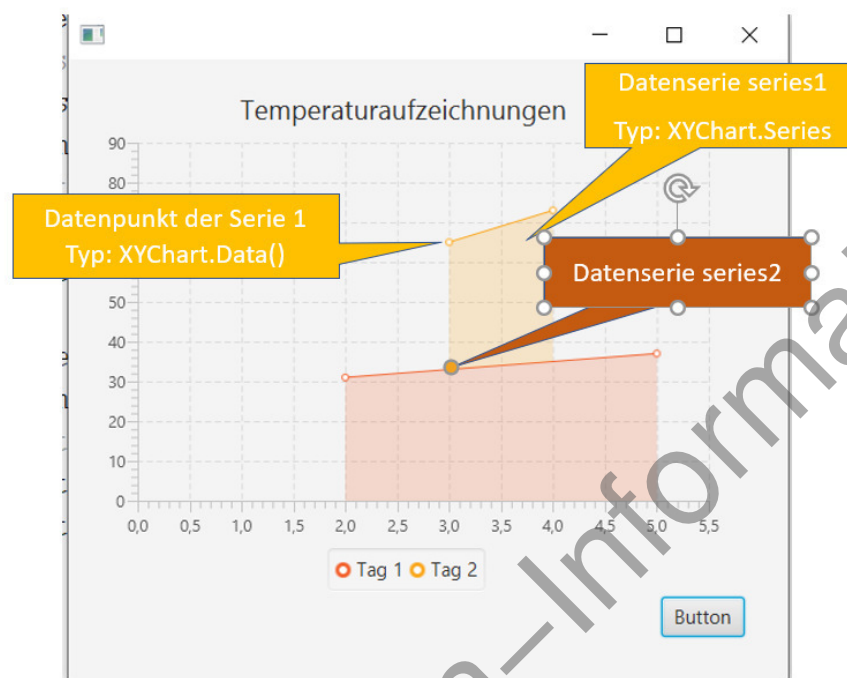 Datenserie series1
Typ: XYChart.Series
Temperaturaufzeichnungen
Datenpunkt der Serie 1
Typ: XYChart.Data()
Datenserie series2
90
80
50
40
30
20
10
0
0,0 0,5 1,0 1,5 2,0 2,5 3,0 3,5 4,0 4,5 5,0 5,5
Tag 1 Tag 2
Button